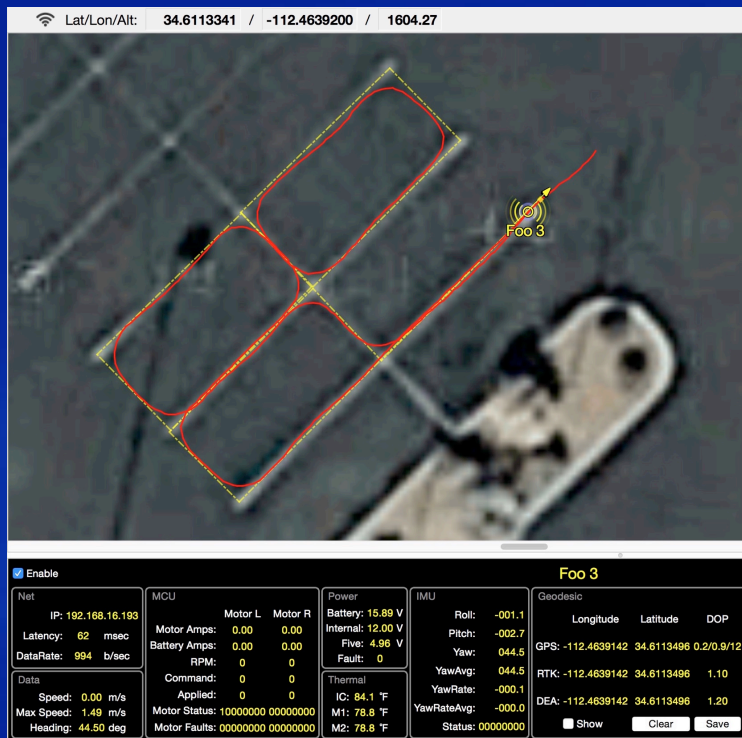 Lat/Lon/Alt: 34.6113341 / -112.4639200 / 1604.27
Foo 3
Enable
Foo 3
Net
IP: 192.168.16.193
Latency: 62 msec
DataRate: 994 b/sec
Data
Speed: 0.00 m/s
Max Speed: 1.49 m/s
Heading: 44.50 deg
MCU
Motor L Motor R
Motor Amps: 0.00 0.00
Battery Amps: 0.00 0.00
RPM: 0 0
Command: 0 0
Applied: 0 0
Motor Status: 10000000 00000000
Motor Faults: 00000000 00000000
Power
Battery: 15.89 V
Internal: 12.00 V
Five: 4.96 V
Fault: 0
Thermal
IC: 84.1 °F
M1: 78.8 °F
M2: 78.8 °F
IMU
Roll: -001.1
Pitch: -002.7
Yaw: 044.5
YawAvg: 044.5
YawRate: -000.1
YawRateAvg: -000.0
Status: 00000000
Geodesic
Longitude Latitude DOP
GPS: -112.4639142 34.6113496 0.2/0.9/12
RTK: -112.4639142 34.6113496 1.10
DEA: -112.4639142 34.6113496 1.20
Show Clear Save